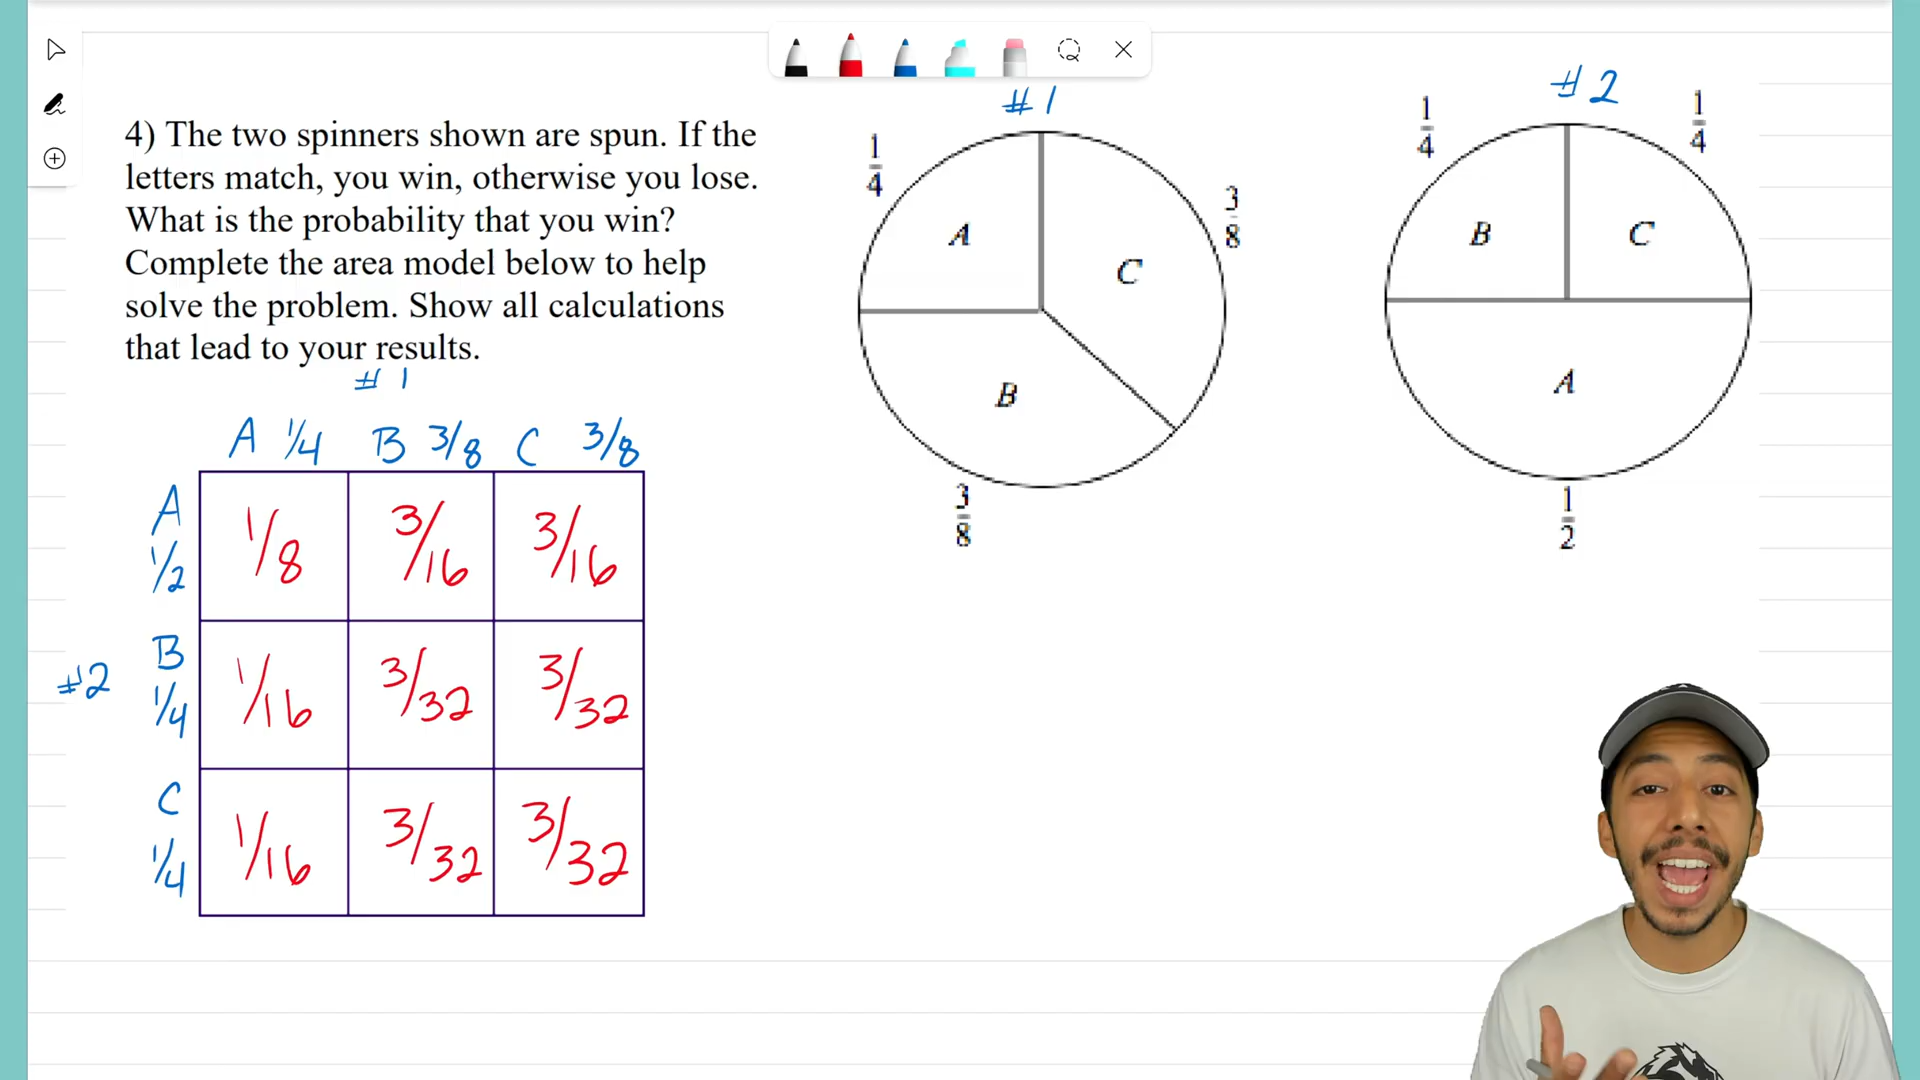 #1
#2
4) The two spinners shown are spun. If the
letters match, you win, otherwise you lose.
What is the probability that you win?
Complete the area model below to help
solve the problem. Show all calculations
that lead to your results.
1/4
3/8
A
C
B
3/8
1/4
1/4
B
C
A
1/2
#1
A 1/4 B 3/8 C 3/8
A 1/2 1/8 3/16 3/16
#2
B 1/4 1/16 3/32 3/32
C 1/4 1/16 3/32 3/32